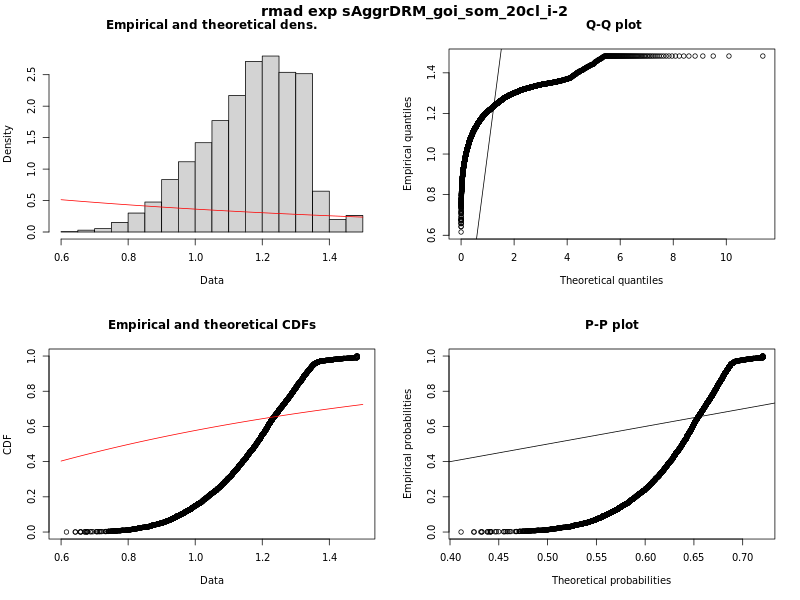 rmad exp sAggrDRM_goi_som_20cl_i-2
Empirical and theoretical dens.
Density
0.0 0.5 1.0 1.5 2.0 2.5
0.6 0.8 1.0 1.2 1.4
Data
Q-Q plot
Empirical quantiles
0.6 0.8 1.0 1.2 1.4
0 2 4 6 8 10
Theoretical quantiles
Empirical and theoretical CDFs
CDF
0.0 0.2 0.4 0.6 0.8 1.0
0.6 0.8 1.0 1.2 1.4
Data
P-P plot
Empirical probabilities
0.0 0.2 0.4 0.6 0.8 1.0
0.40 0.45 0.50 0.55 0.60 0.65 0.70
Theoretical probabilities